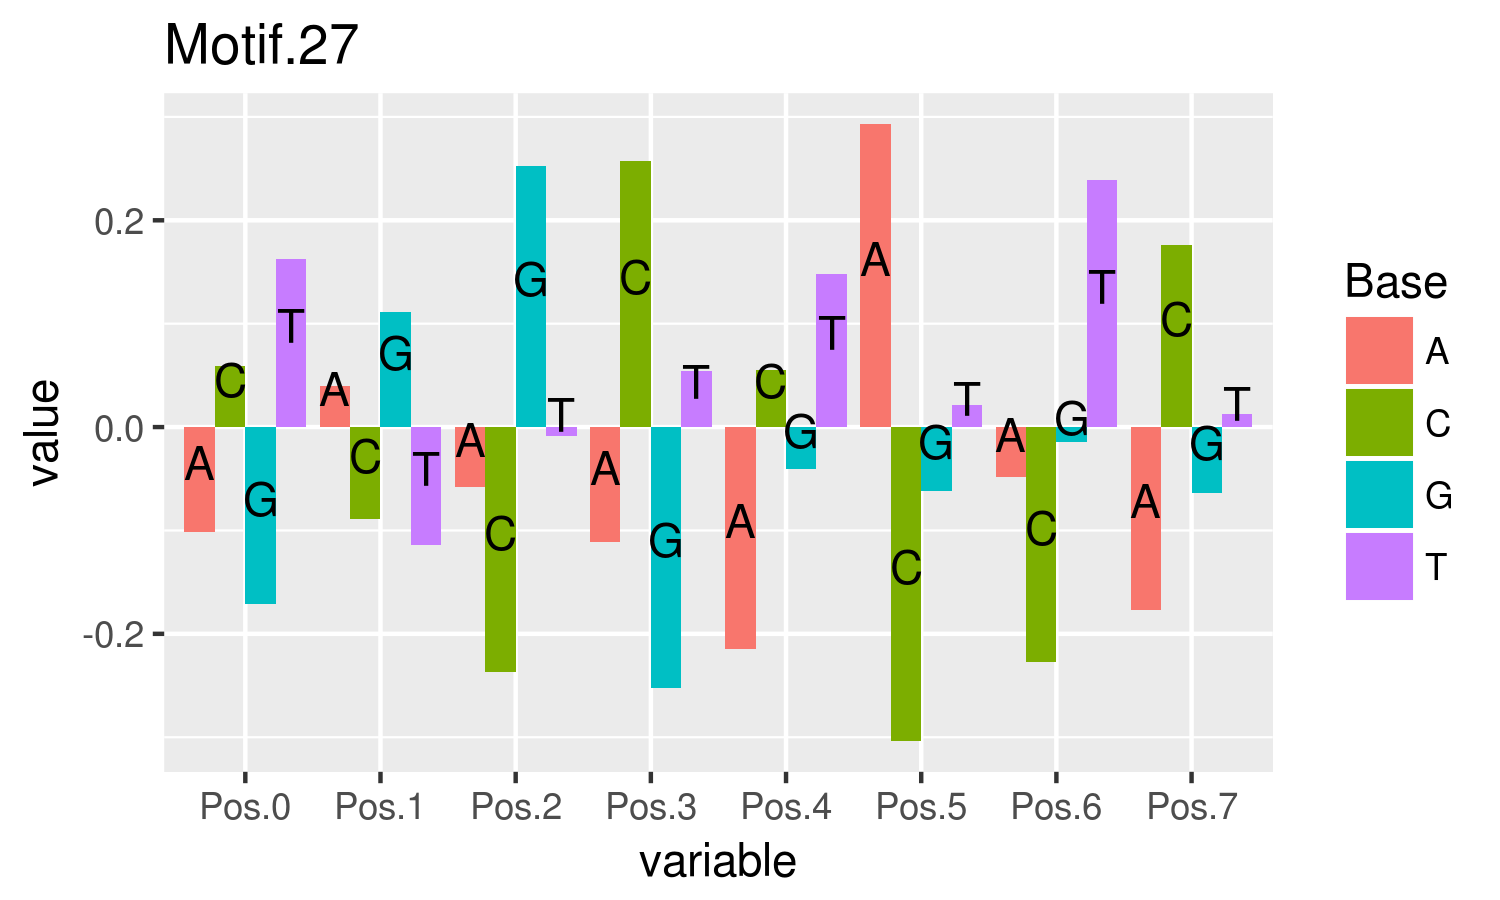 Motif.27
value
0.2
0.0
-0.2
A C G T A C G T A C G T A C G T A C G T A C G T A C G T A C G T
Pos.0 Pos.1 Pos.2 Pos.3 Pos.4 Pos.5 Pos.6 Pos.7
variable
Base
A
C
G
T